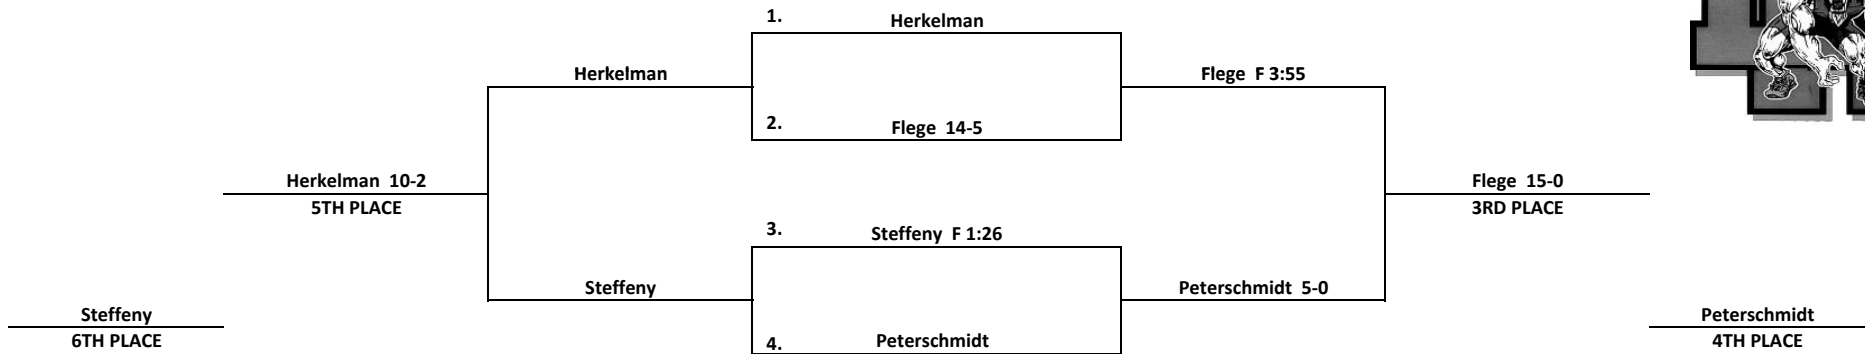 1. Herkelman
Herkelman
Flege F 3:55
2. Flege 14-5
Herkelman 10-2
5TH PLACE
Flege 15-0
3RD PLACE
3. Steffeny F 1:26
Steffeny
Peterschmidt 5-0
Steffeny
6TH PLACE
Peterschmidt
4TH PLACE
4. Peterschmidt